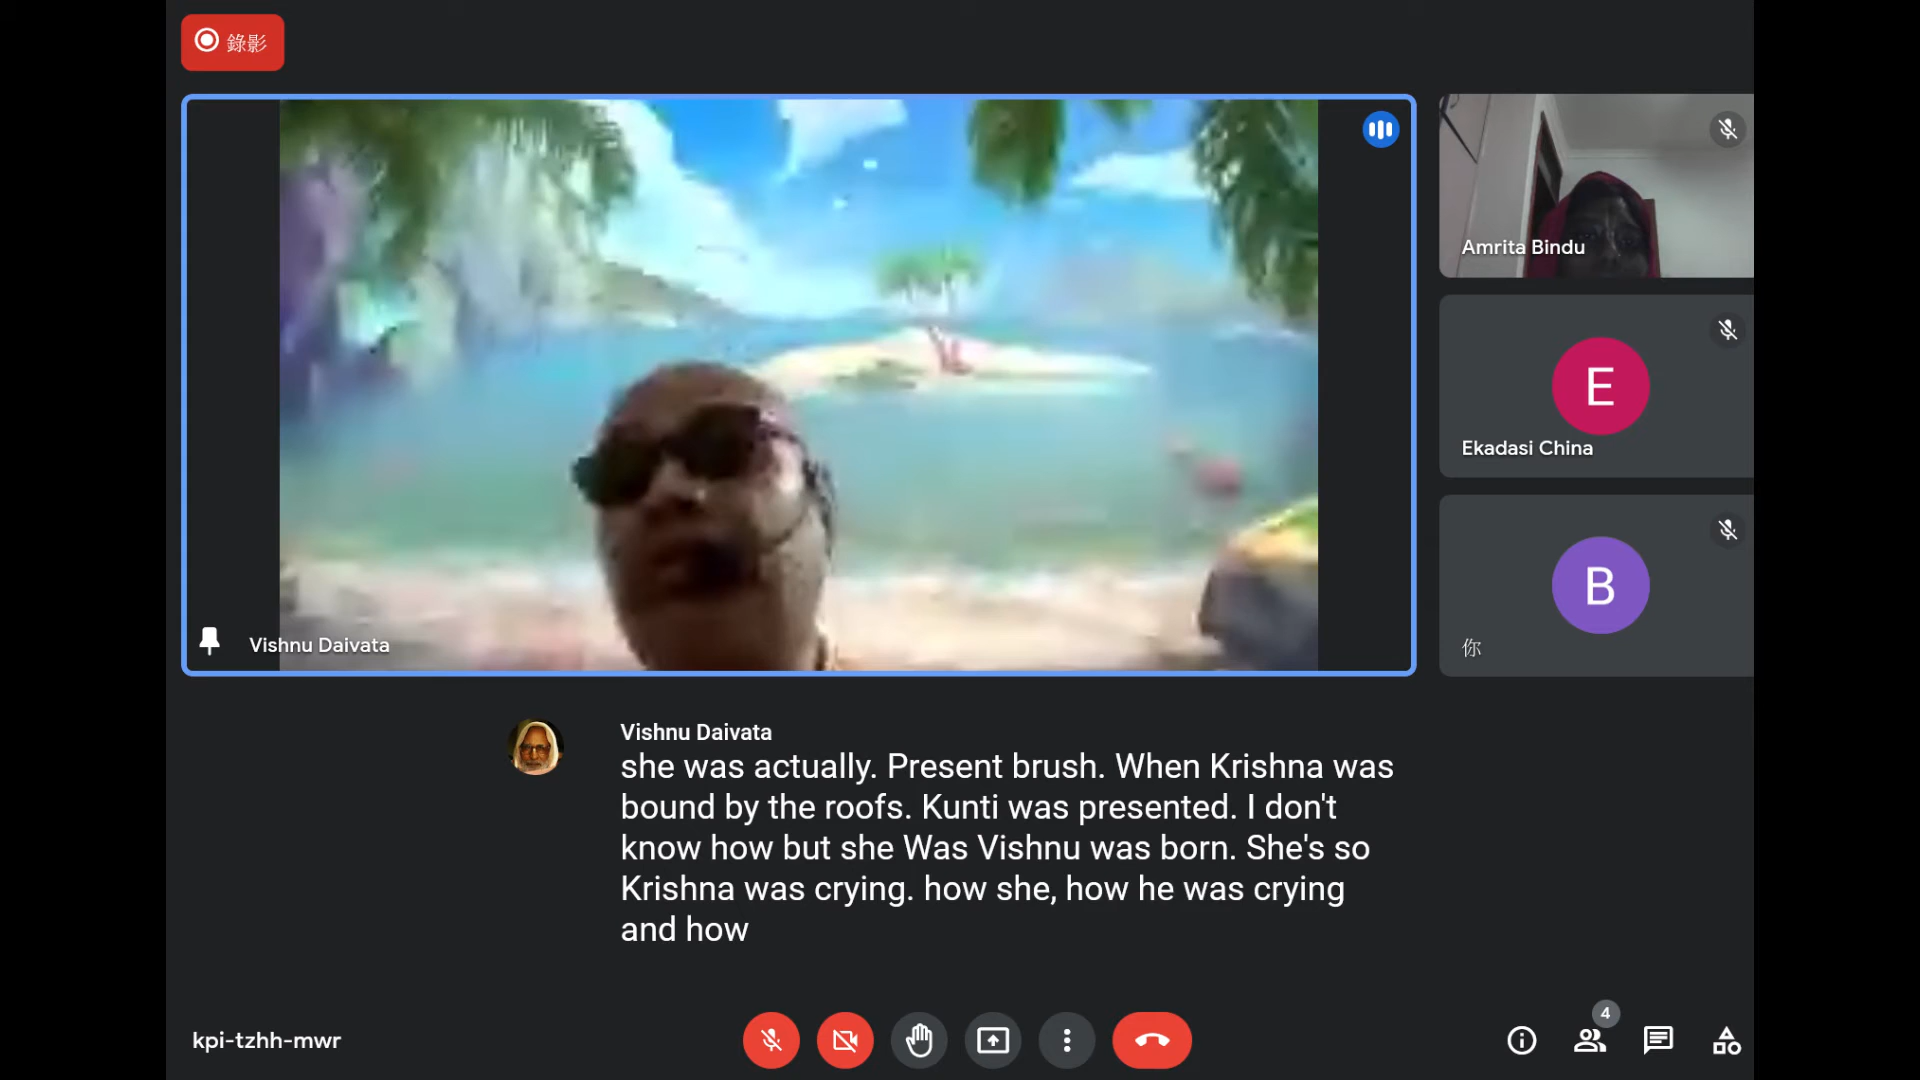 錄影
Amrita Bindu
E
Ekadasi China
B
你
Vishnu Daivata
Vishnu Daivata
she was actually. Present brush. When Krishna was
bound by the roofs. Kunti was presented. I don't
know how but she Was Vishnu was born. She's so
Krishna was crying. how she, how he was crying
and how
kpi-tzhh-mwr
4